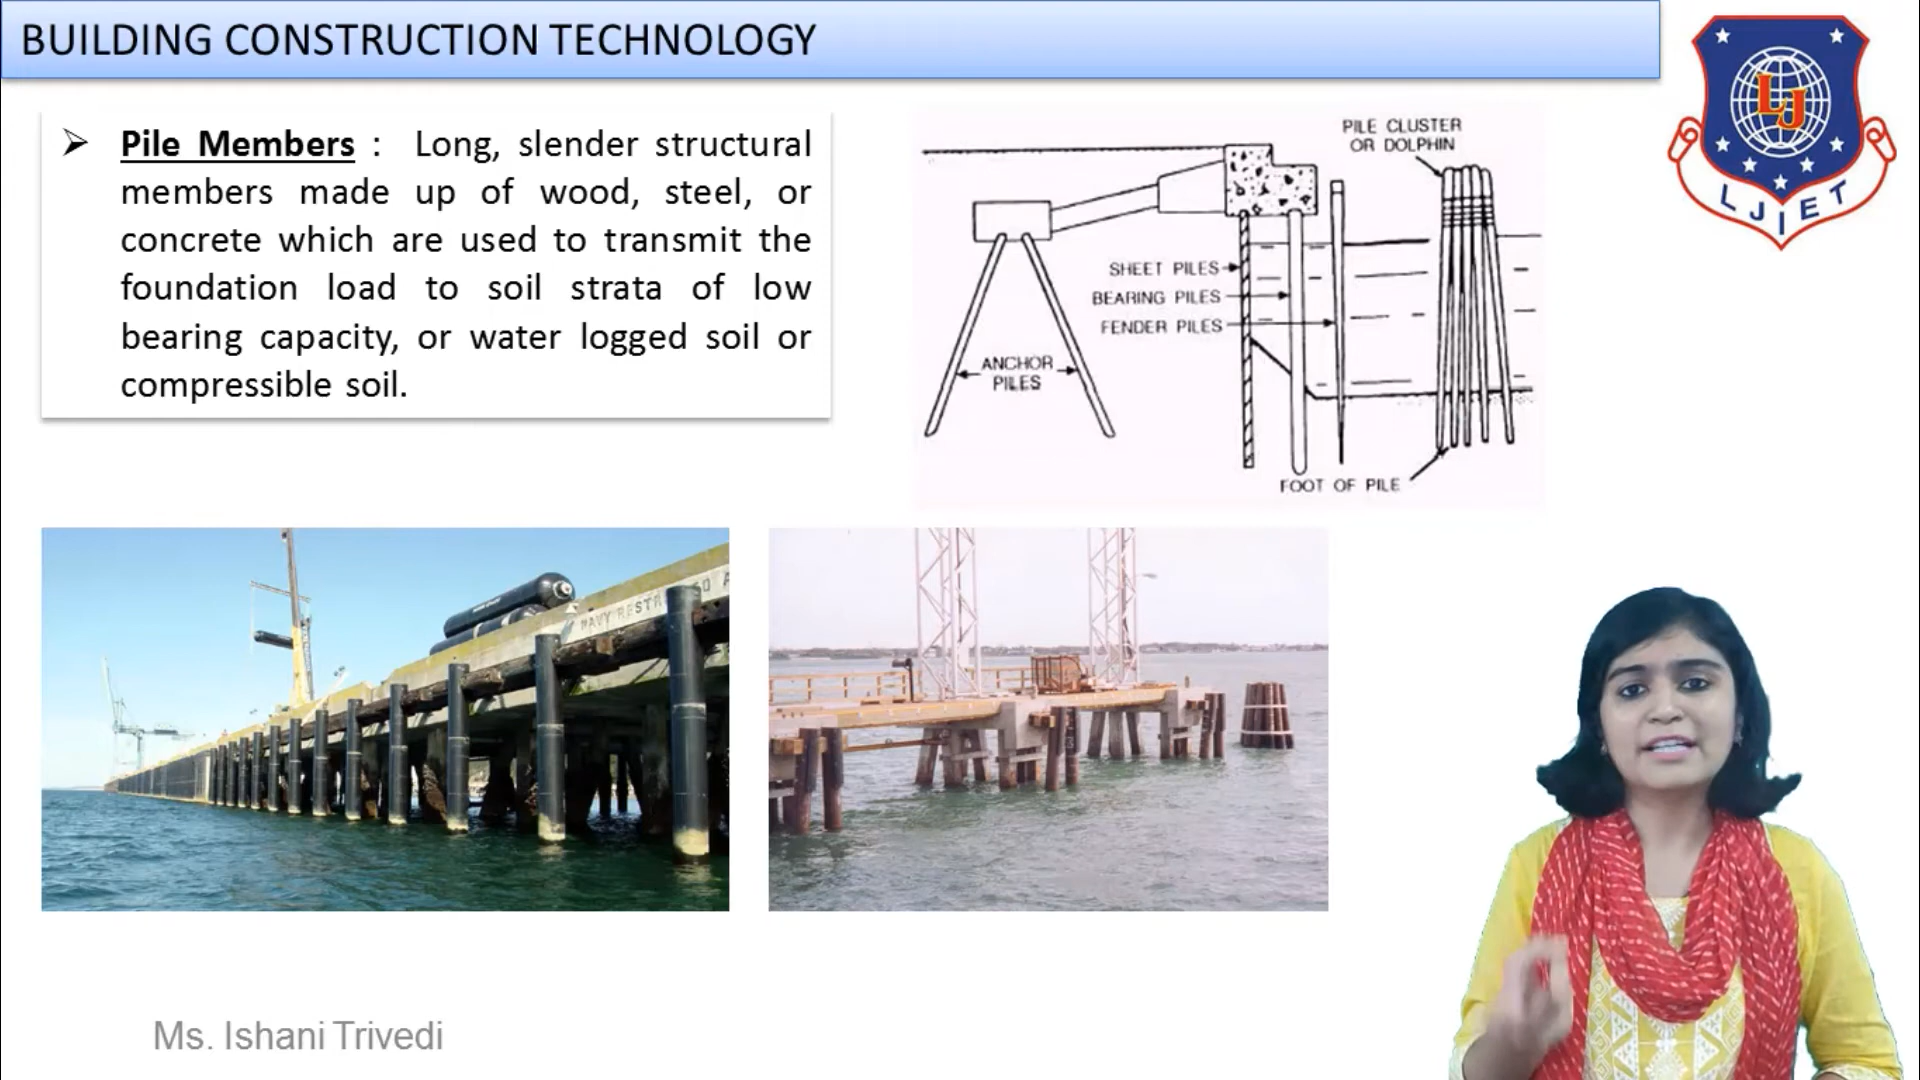 BUILDING CONSTRUCTION TECHNOLOGY
➢ Pile Members : Long, slender structural
members made up of wood, steel, or
concrete which are used to transmit the
foundation load to soil strata of low
bearing capacity, or water logged soil or
compressible soil.
PILE CLUSTER
OR DOLPHIN
SHEET PILES
BEARING PILES
FENDER PILES
ANCHOR
PILES
FOOT OF PILE
LJ
LJIET
NAVY RESTR
Ms. Ishani Trivedi